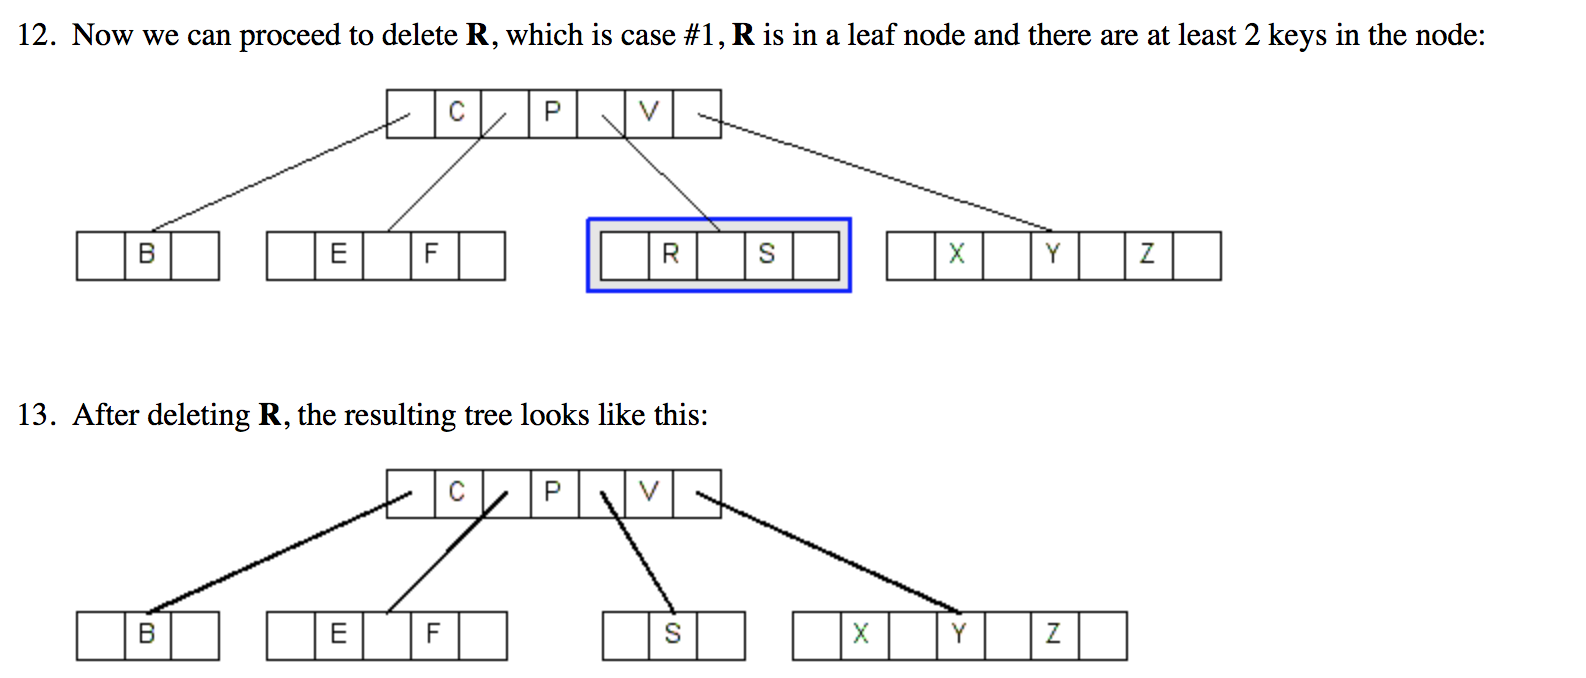 12. Now we can proceed to delete R, which is case #1, R is in a leaf node and there are at least 2 keys in the node:
C P V
B E F R S X Y Z
13. After deleting R, the resulting tree looks like this:
C P V
B E F S X Y Z